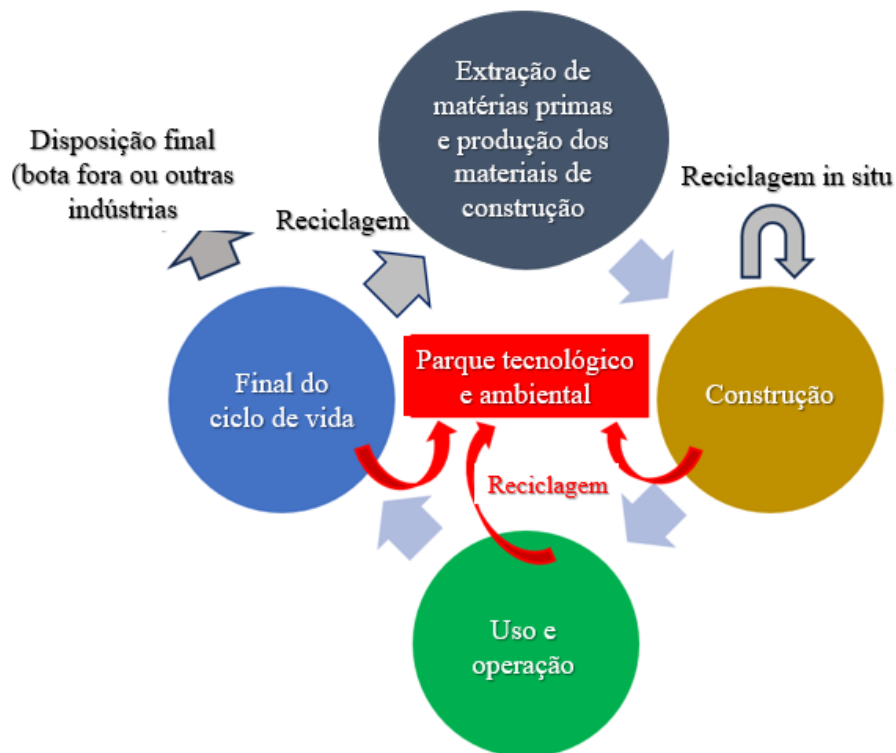 Extração de
matérias primas
e produção dos
materiais de
construção
Disposição final
(bota fora ou outras
indústrias
Reciclagem
Reciclagem in situ
Parque tecnológico
e ambiental
Final do
ciclo de vida
Construção
Reciclagem
Uso e
operação